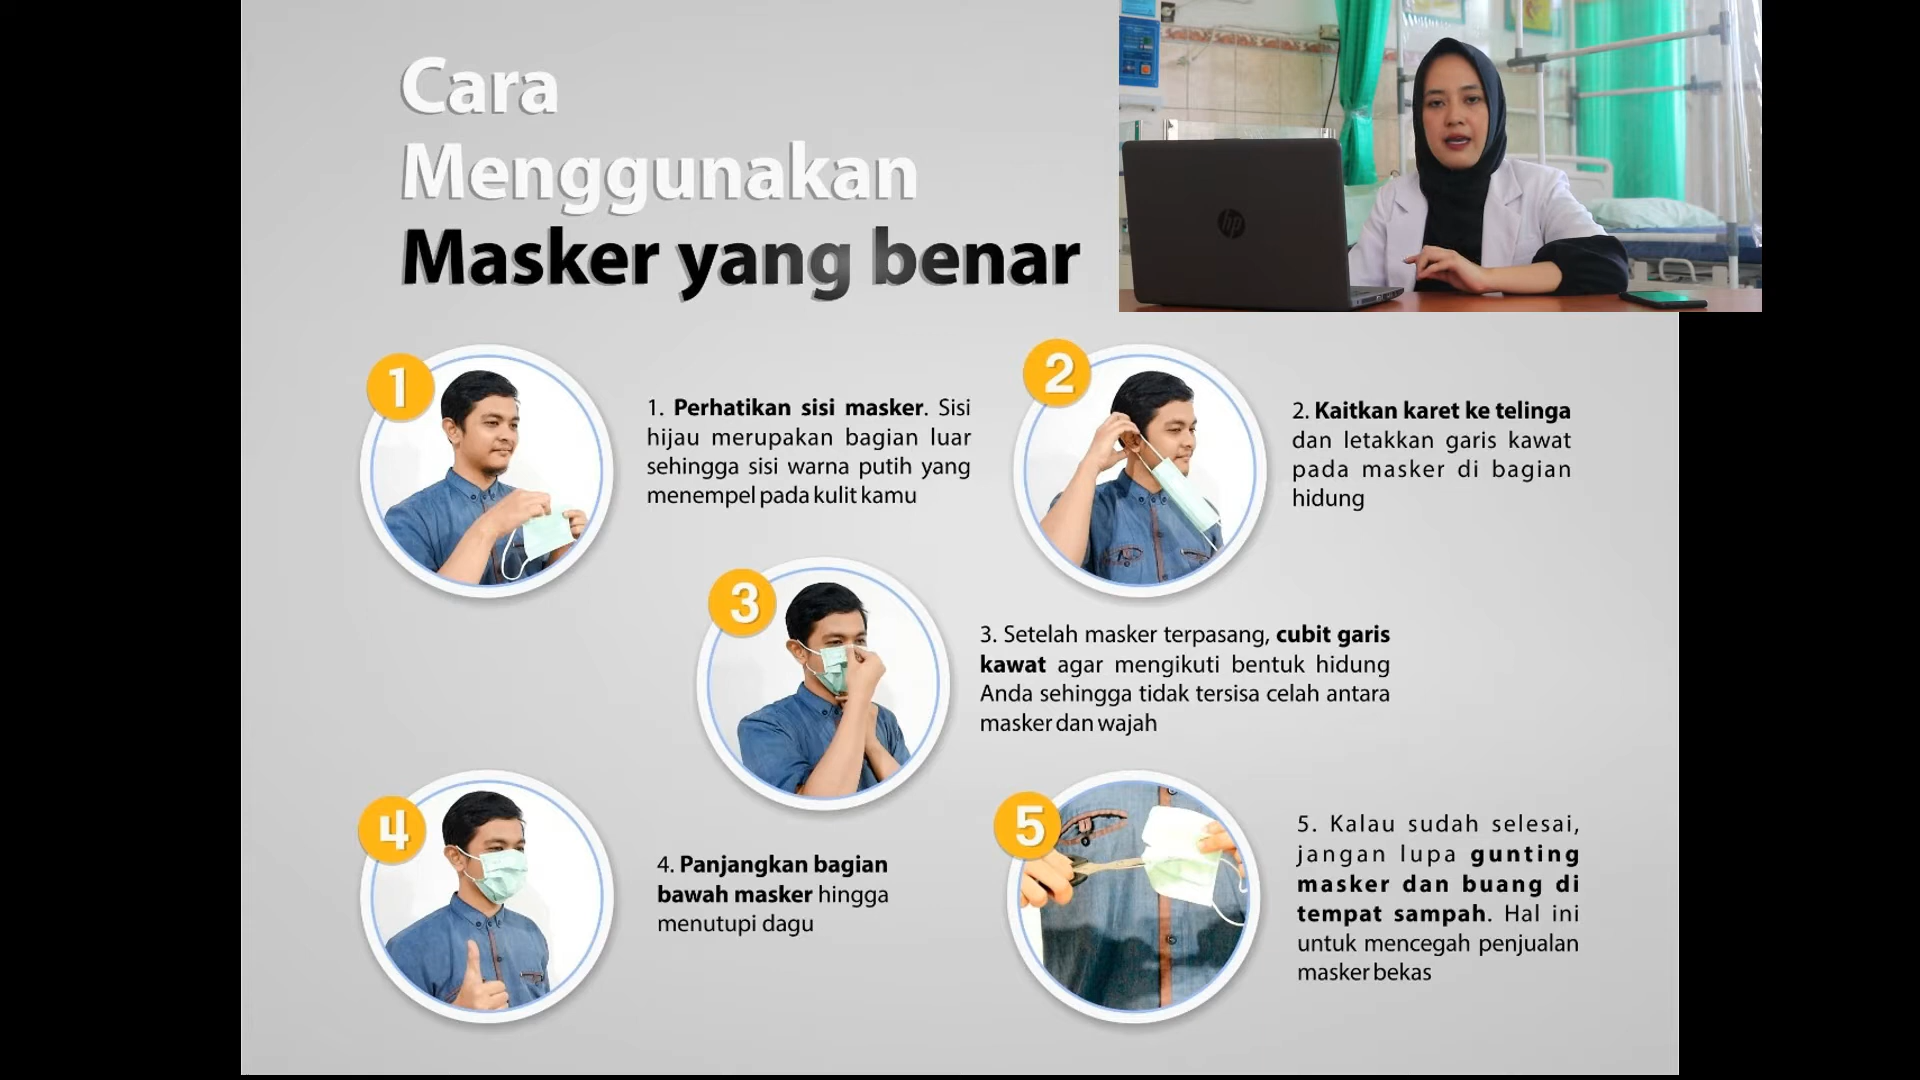 Cara
Menggunakan
Masker yang benar
hp
1
1. Perhatikan sisi masker. Sisi
hijau merupakan bagian luar
sehingga sisi warna putih yang
menempel pada kulit kamu
2
2. Kaitkan karet ke telinga
dan letakkan garis kawat
pada masker di bagian
hidung
3
3. Setelah masker terpasang, cubit garis
kawat agar mengikuti bentuk hidung
Anda sehingga tidak tersisa celah antara
masker dan wajah
4
4. Panjangkan bagian
bawah masker hingga
menutupi dagu
5
5. Kalau sudah selesai,
jangan lupa gunting
masker dan buang di
tempat sampah. Hal ini
untuk mencegah penjualan
masker bekas